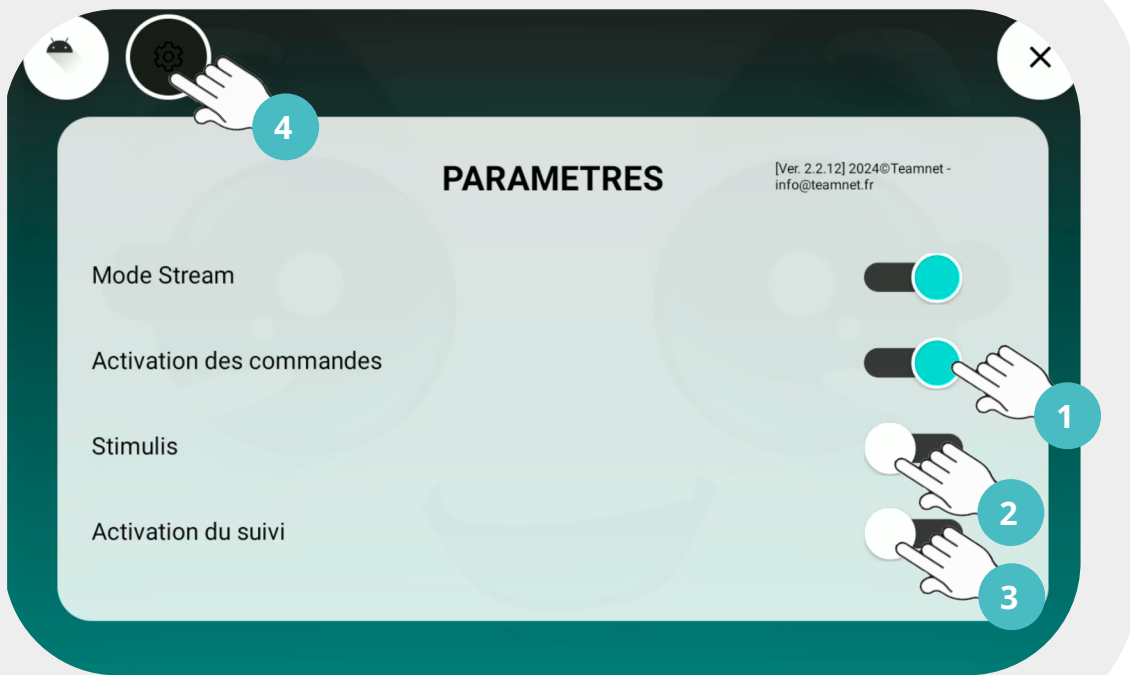 4
PARAMETRES
[Ver. 2.2.12] 2024©Teamnet -
info@teamnet.fr
Mode Stream
Activation des commandes
1
Stimulis
2
Activation du suivi
3